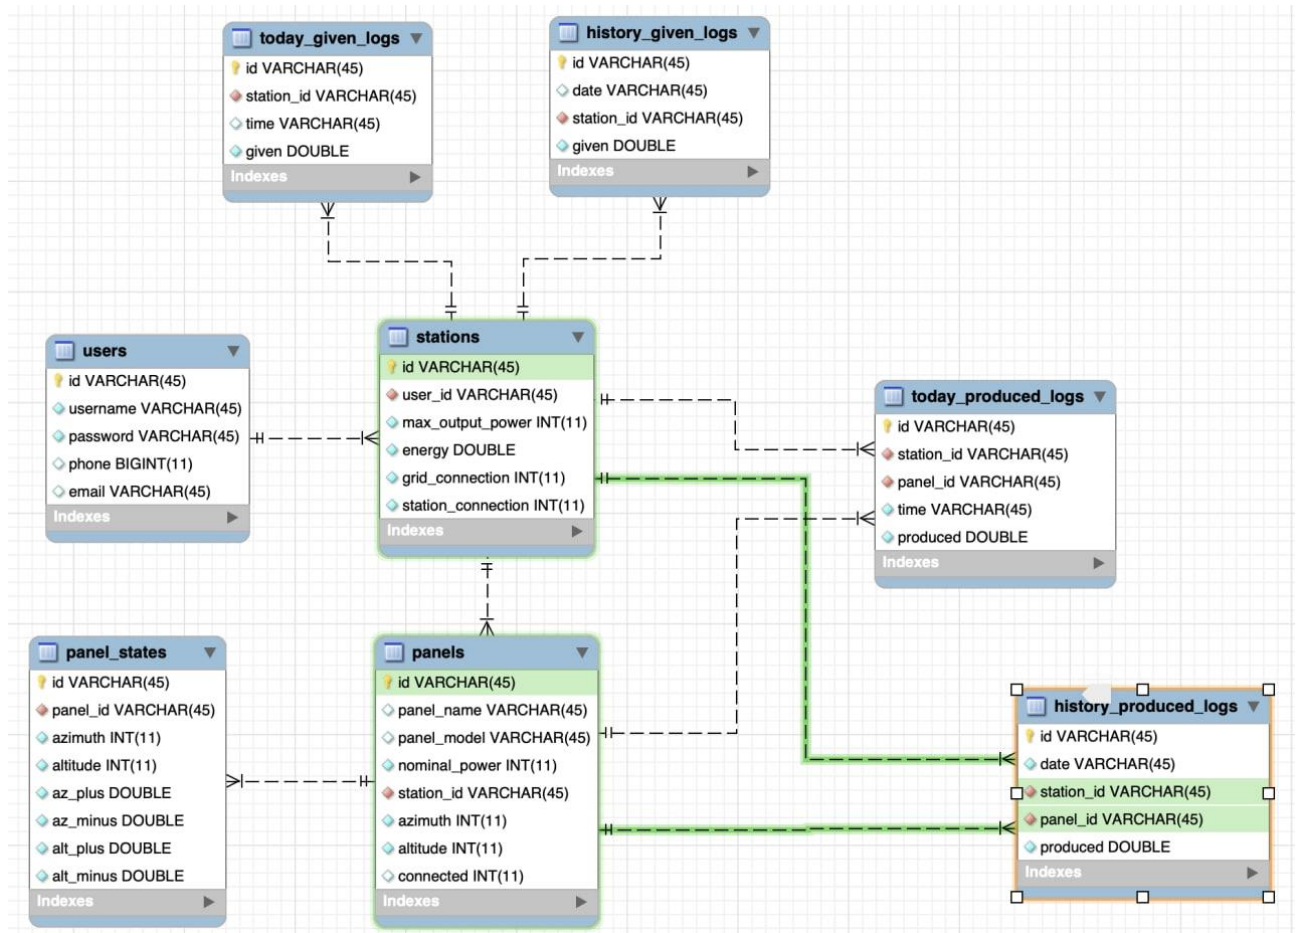 today_given_logs
id VARCHAR(45)
station_id VARCHAR(45)
time VARCHAR(45)
given DOUBLE
Indexes
history_given_logs
id VARCHAR(45)
date VARCHAR(45)
station_id VARCHAR(45)
given DOUBLE
Indexes
users
id VARCHAR(45)
username VARCHAR(45)
password VARCHAR(45)
phone BIGINT(11)
email VARCHAR(45)
Indexes
stations
id VARCHAR(45)
user_id VARCHAR(45)
max_output_power INT(11)
energy DOUBLE
grid_connection INT(11)
station_connection INT(11)
Indexes
today_produced_logs
id VARCHAR(45)
station_id VARCHAR(45)
panel_id VARCHAR(45)
time VARCHAR(45)
produced DOUBLE
Indexes
panel_states
id VARCHAR(45)
panel_id VARCHAR(45)
azimuth INT(11)
altitude INT(11)
az_plus DOUBLE
az_minus DOUBLE
alt_plus DOUBLE
alt_minus DOUBLE
Indexes
panels
id VARCHAR(45)
panel_name VARCHAR(45)
panel_model VARCHAR(45)
nominal_power INT(11)
station_id VARCHAR(45)
azimuth INT(11)
altitude INT(11)
connected INT(11)
Indexes
history_produced_logs
id VARCHAR(45)
date VARCHAR(45)
station_id VARCHAR(45)
panel_id VARCHAR(45)
produced DOUBLE
Indexes